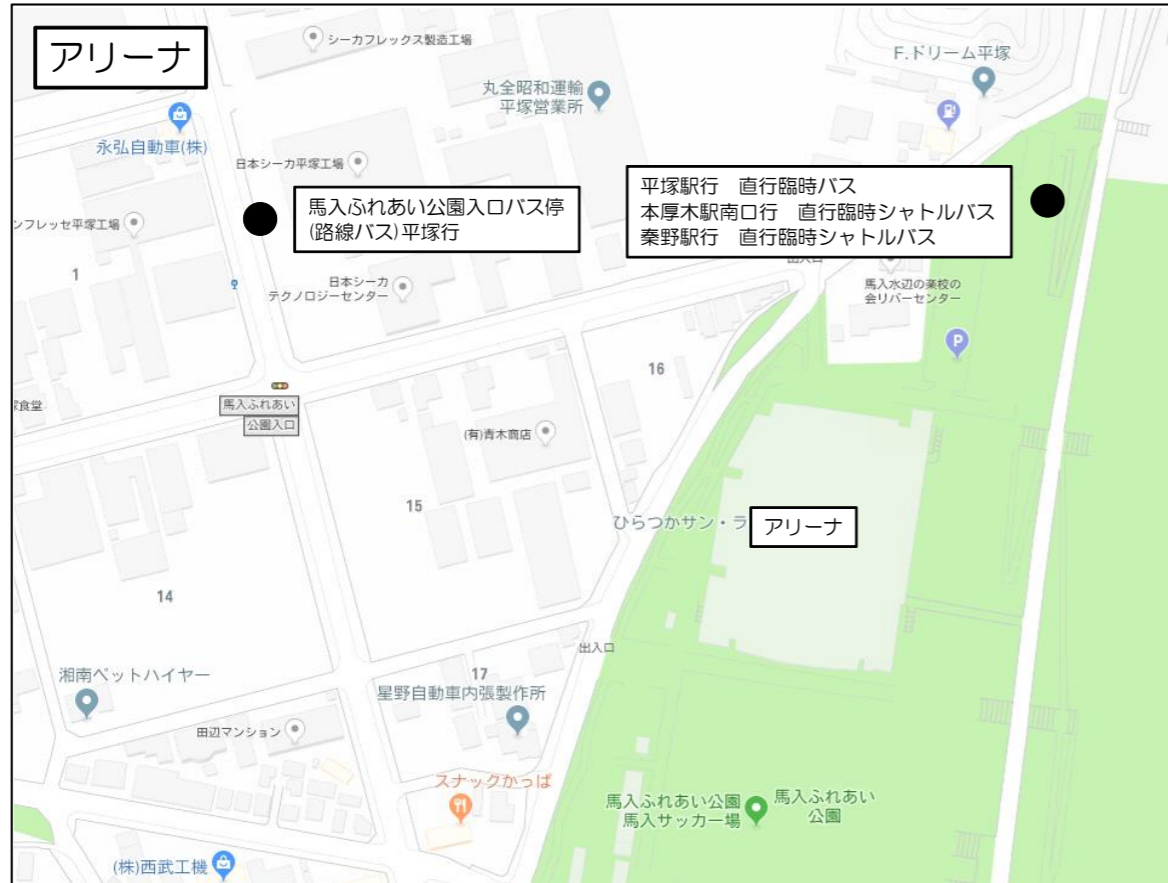 アリーナ
シーカフレックス製造工場
F.ドリーム平塚
丸全昭和運輸
平塚営業所
永弘自動車(株)
日本シーカ平塚工場
平塚駅行 直行臨時バス
本厚木駅南口行 直行臨時シャトルバス
秦野駅行 直行臨時シャトルバス
馬入ふれあい公園入口バス停
(路線バス)平塚行
ンフレッセ平塚工場
1
日本シーカ
テクノロジーセンター
出入口
馬入水辺の楽校の
会リバーセンター
P
16
馬入ふれあい
公園入口
食堂
(有)青木商店
15
ひらつかサン・ラ
アリーナ
14
出入口
湘南ペットハイヤー
17
星野自動車内張製作所
田辺マンション
スナックかっぱ
馬入ふれあい公園
馬入サッカー場
馬入ふれあい
公園
(株)西武工機